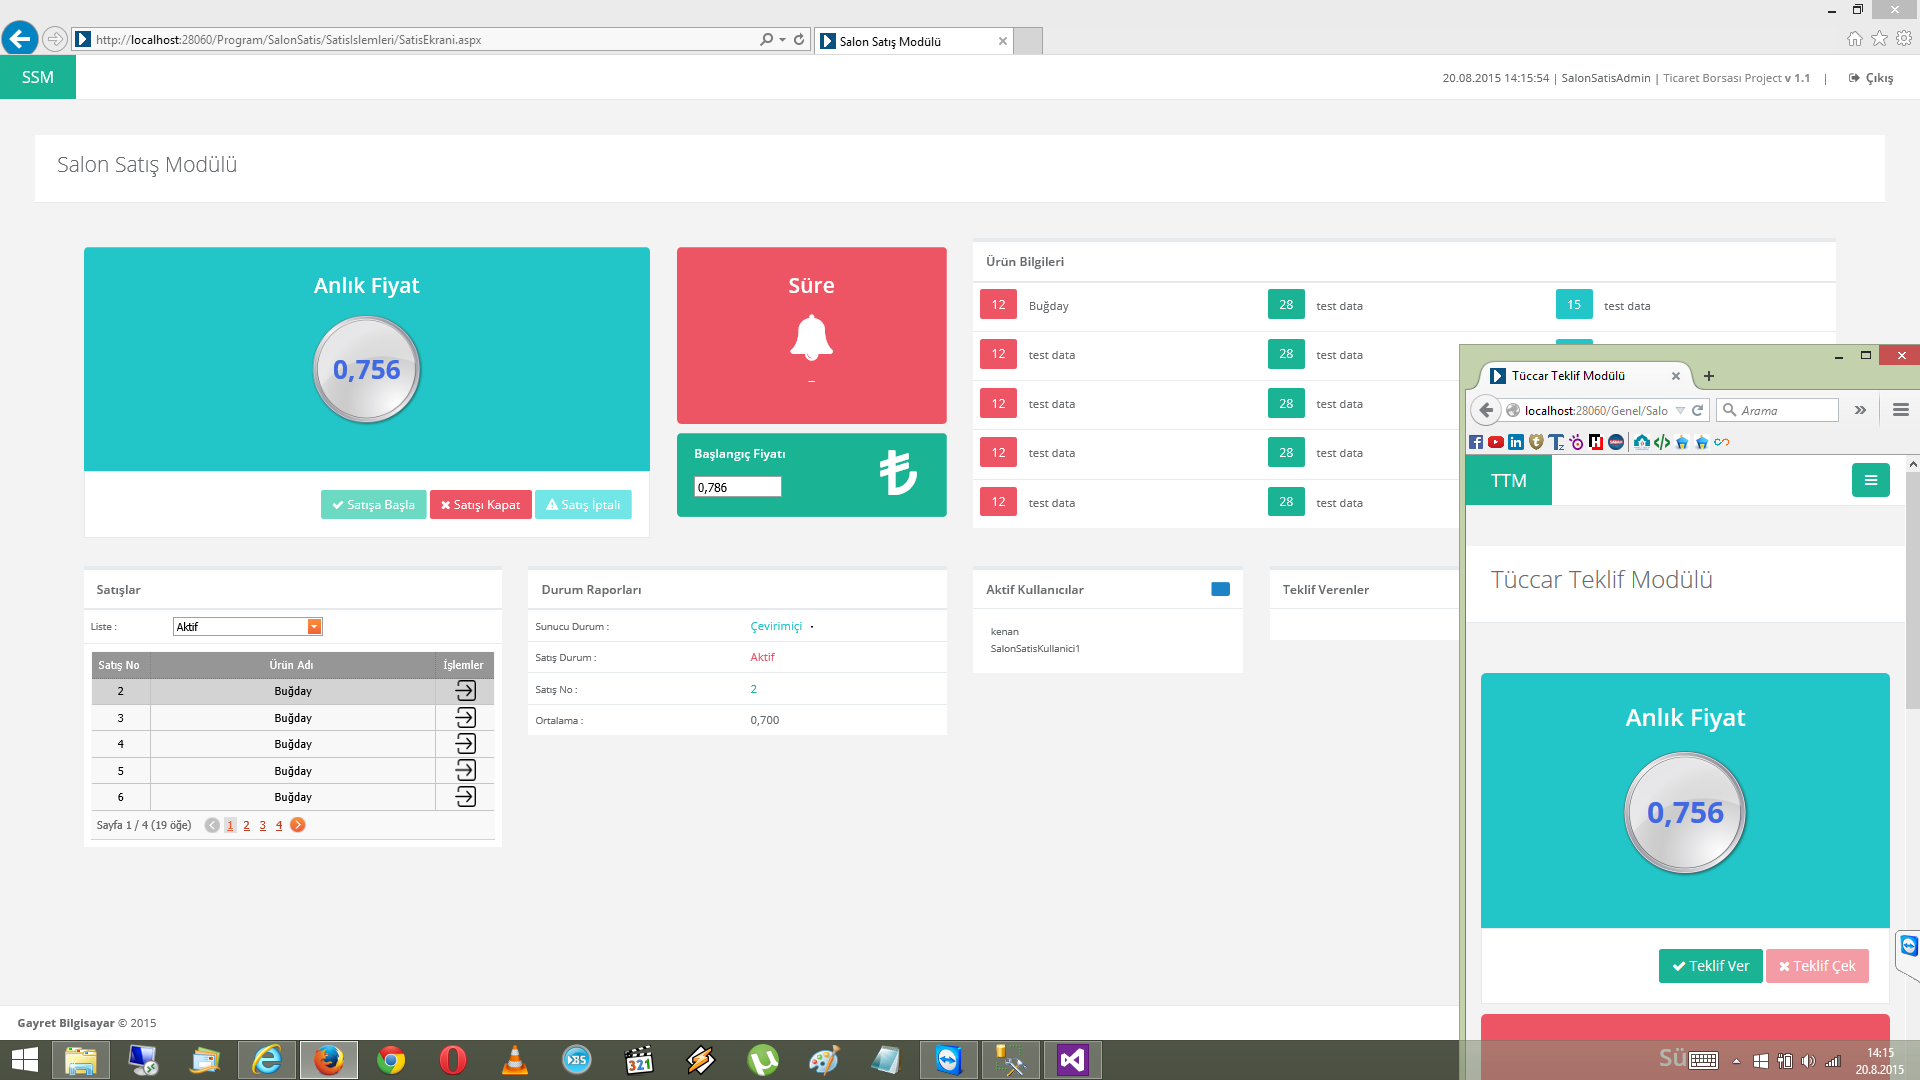 http://localhost:28060/Program/SalonSatis/SatisIslemleri/SatisEkrani.aspx
Salon Satış Modülü
SSM
20.08.2015 14:15:54 | SalonSatisAdmin | Ticaret Borsası Project v 1.1 | Çıkış
Salon Satış Modülü
Anlık Fiyat
0,756
Satışa Başla
Satışı Kapat
Satış İptali
Süre
–
Başlangıç Fiyatı
0,786
Ürün Bilgileri
12 Buğday 28 test data 15 test data
12 test data 28 test data
12 test data 28 test data
12 test data 28 test data
12 test data 28 test data
Satışlar
Liste : Aktif
Satış No Ürün Adı İşlemler
2 Buğday
3 Buğday
4 Buğday
5 Buğday
6 Buğday
Sayfa 1 / 4 (19 öğe) 1 2 3 4
Durum Raporları
Sunucu Durum : Çevirimiçi
Satış Durum : Aktif
Satış No : 2
Ortalama : 0,700
Aktif Kullanıcılar
kenan
SalonSatisKullanici1
Teklif Verenler
Tüccar Teklif Modülü
localhost:28060/Genel/Salo
Arama
TTM
Tüccar Teklif Modülü
Anlık Fiyat
0,756
Teklif Ver
Teklif Çek
Sü
Gayret Bilgisayar © 2015
BS
321
14:15
20.8.2015